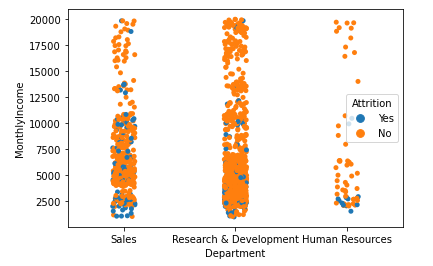 20000
17500
15000
12500
10000
7500
5000
2500
MonthlyIncome
Attrition
Yes
No
Sales
Research & Development
Human Resources
Department